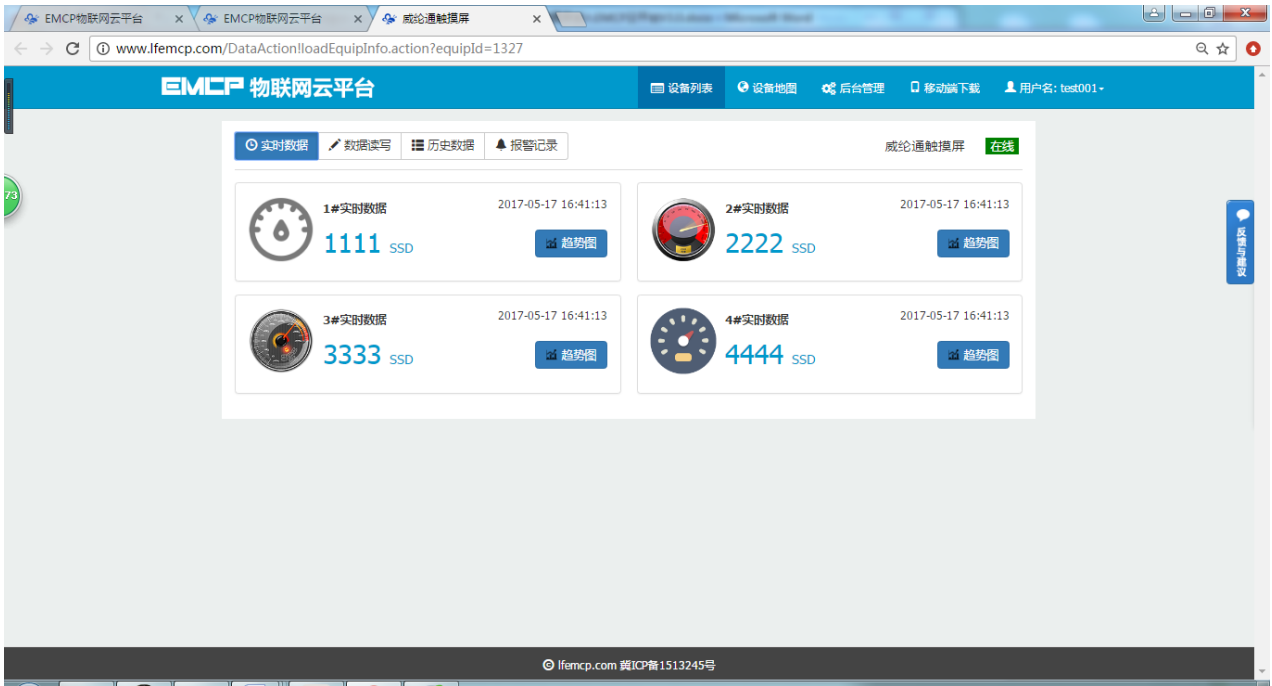 EMCP物联网云平台 EMCP物联网云平台 威纶通触摸屏
www.lfemcp.com/DataAction!loadEquipInfo.action?equipId=1327
EMCP 物联网云平台 设备列表 设备地图 后台管理 移动端下载 用户名: test001
实时数据 数据读写 历史数据 报警记录 威纶通触摸屏 在线
73
1#实时数据 2017-05-17 16:41:13
1111 SSD 趋势图
2#实时数据 2017-05-17 16:41:13
2222 SSD 趋势图
反馈与建议
3#实时数据 2017-05-17 16:41:13
3333 SSD 趋势图
4#实时数据 2017-05-17 16:41:13
4444 SSD 趋势图
© lfemcp.com 冀ICP备1513245号